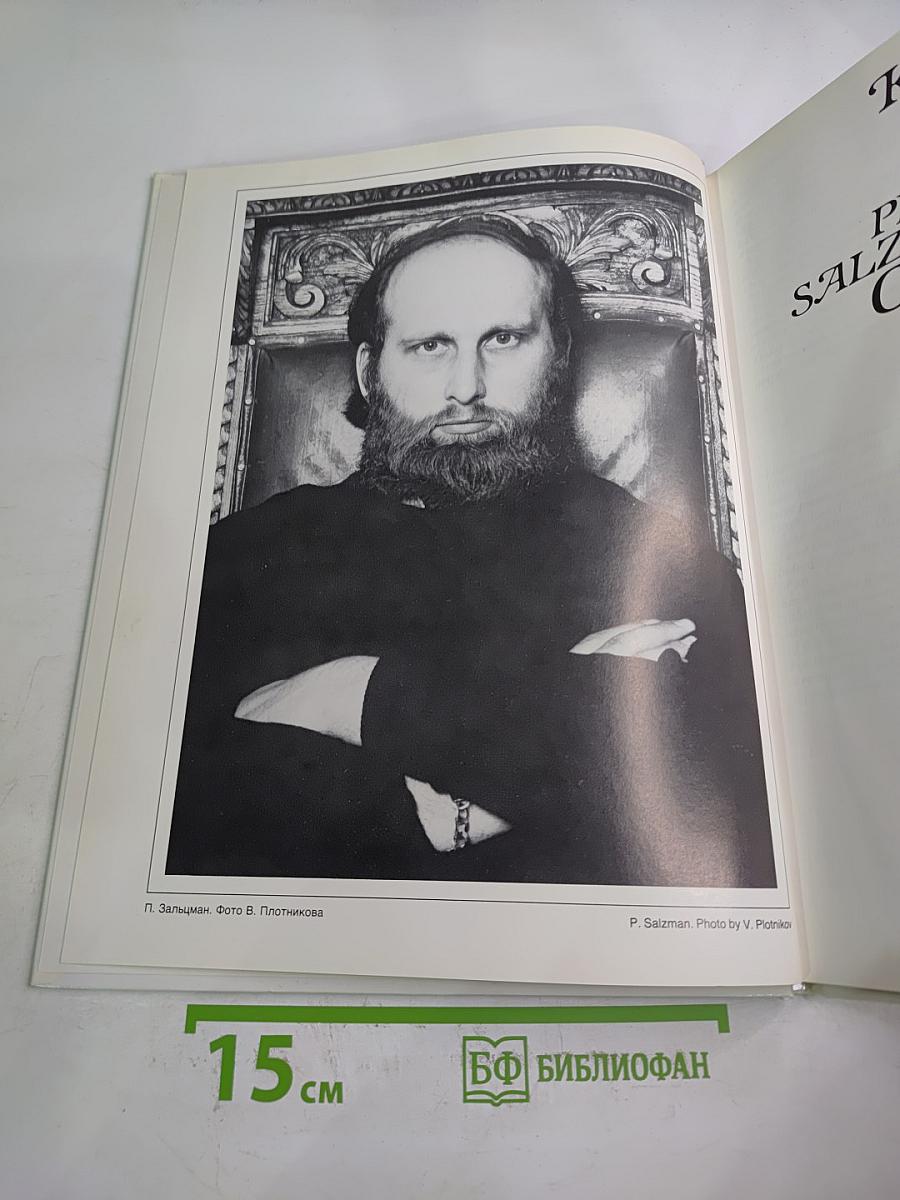 SALZ
П. Зальцман. Фото В. Плотникова
P. Salzman. Photo by V. Plotnikov
15 см
БФ БИБЛИОФАН